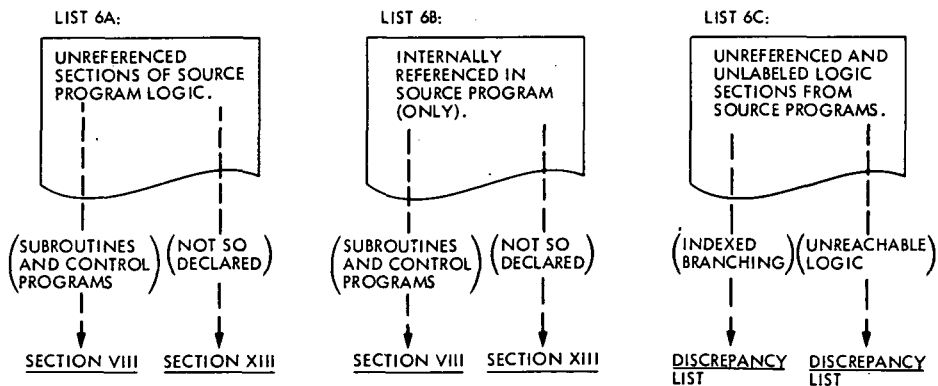 LIST 6A:
UNREFERENCED
SECTIONS OF SOURCE
PROGRAM LOGIC.
(SUBROUTINES
AND CONTROL
PROGRAMS)
(NOT SO
DECLARED)
SECTION VIII
SECTION XIII
LIST 6B:
INTERNALLY
REFERENCED IN
SOURCE PROGRAM
(ONLY).
(SUBROUTINES
AND CONTROL
PROGRAMS)
(NOT SO
DECLARED)
SECTION VIII
SECTION XIII
LIST 6C:
UNREFERENCED AND
UNLABELED LOGIC
SECTIONS FROM
SOURCE PROGRAMS.
(INDEXED
BRANCHING)
(UNREACHABLE
LOGIC)
DISCREPANCY
LIST
DISCREPANCY
LIST